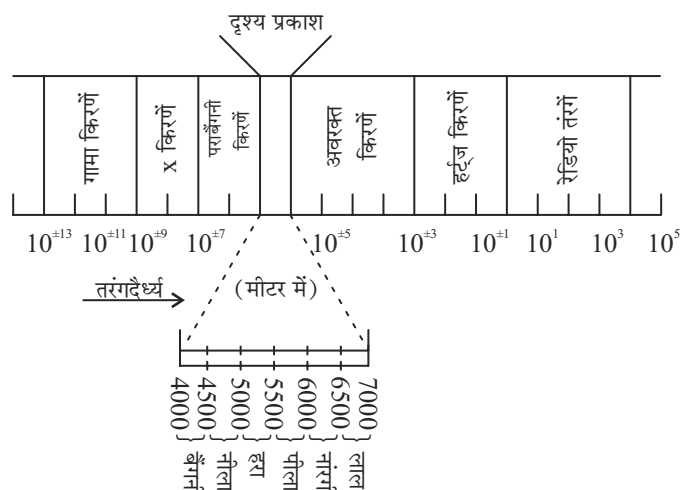 दृश्य प्रकाश
गामा किरणें
x किरणें
पराबैंगनी
किरणें
अवरक्त
किरणें
हर्ट्ज किरणें
रेडियो तंरगें
10±13 10±11 10±9 10±7 10±5 10±3 10±1 10¹ 10³ 10⁵
तरंगदैर्ध्य
(मीटर में)
4000 4500 5000 5500 6000 6500 7000
बैंगनी नीला हरा पीला नारंगी लाल